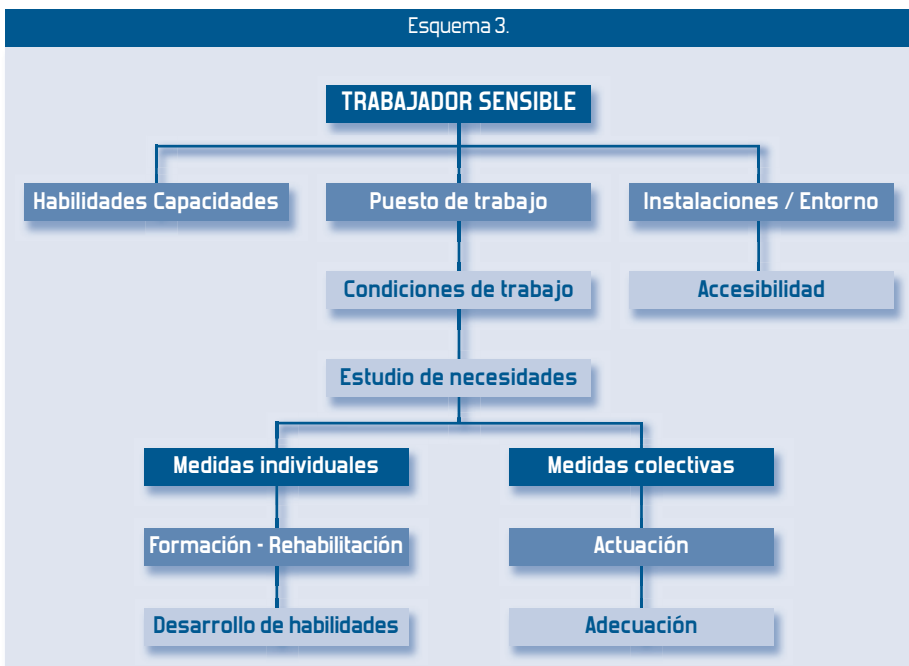 Esquema 3.
TRABAJADOR SENSIBLE
Habilidades Capacidades
Puesto de trabajo
Instalaciones / Entorno
Condiciones de trabajo
Accesibilidad
Estudio de necesidades
Medidas individuales
Medidas colectivas
Formación - Rehabilitación
Actuación
Desarrollo de habilidades
Adecuación